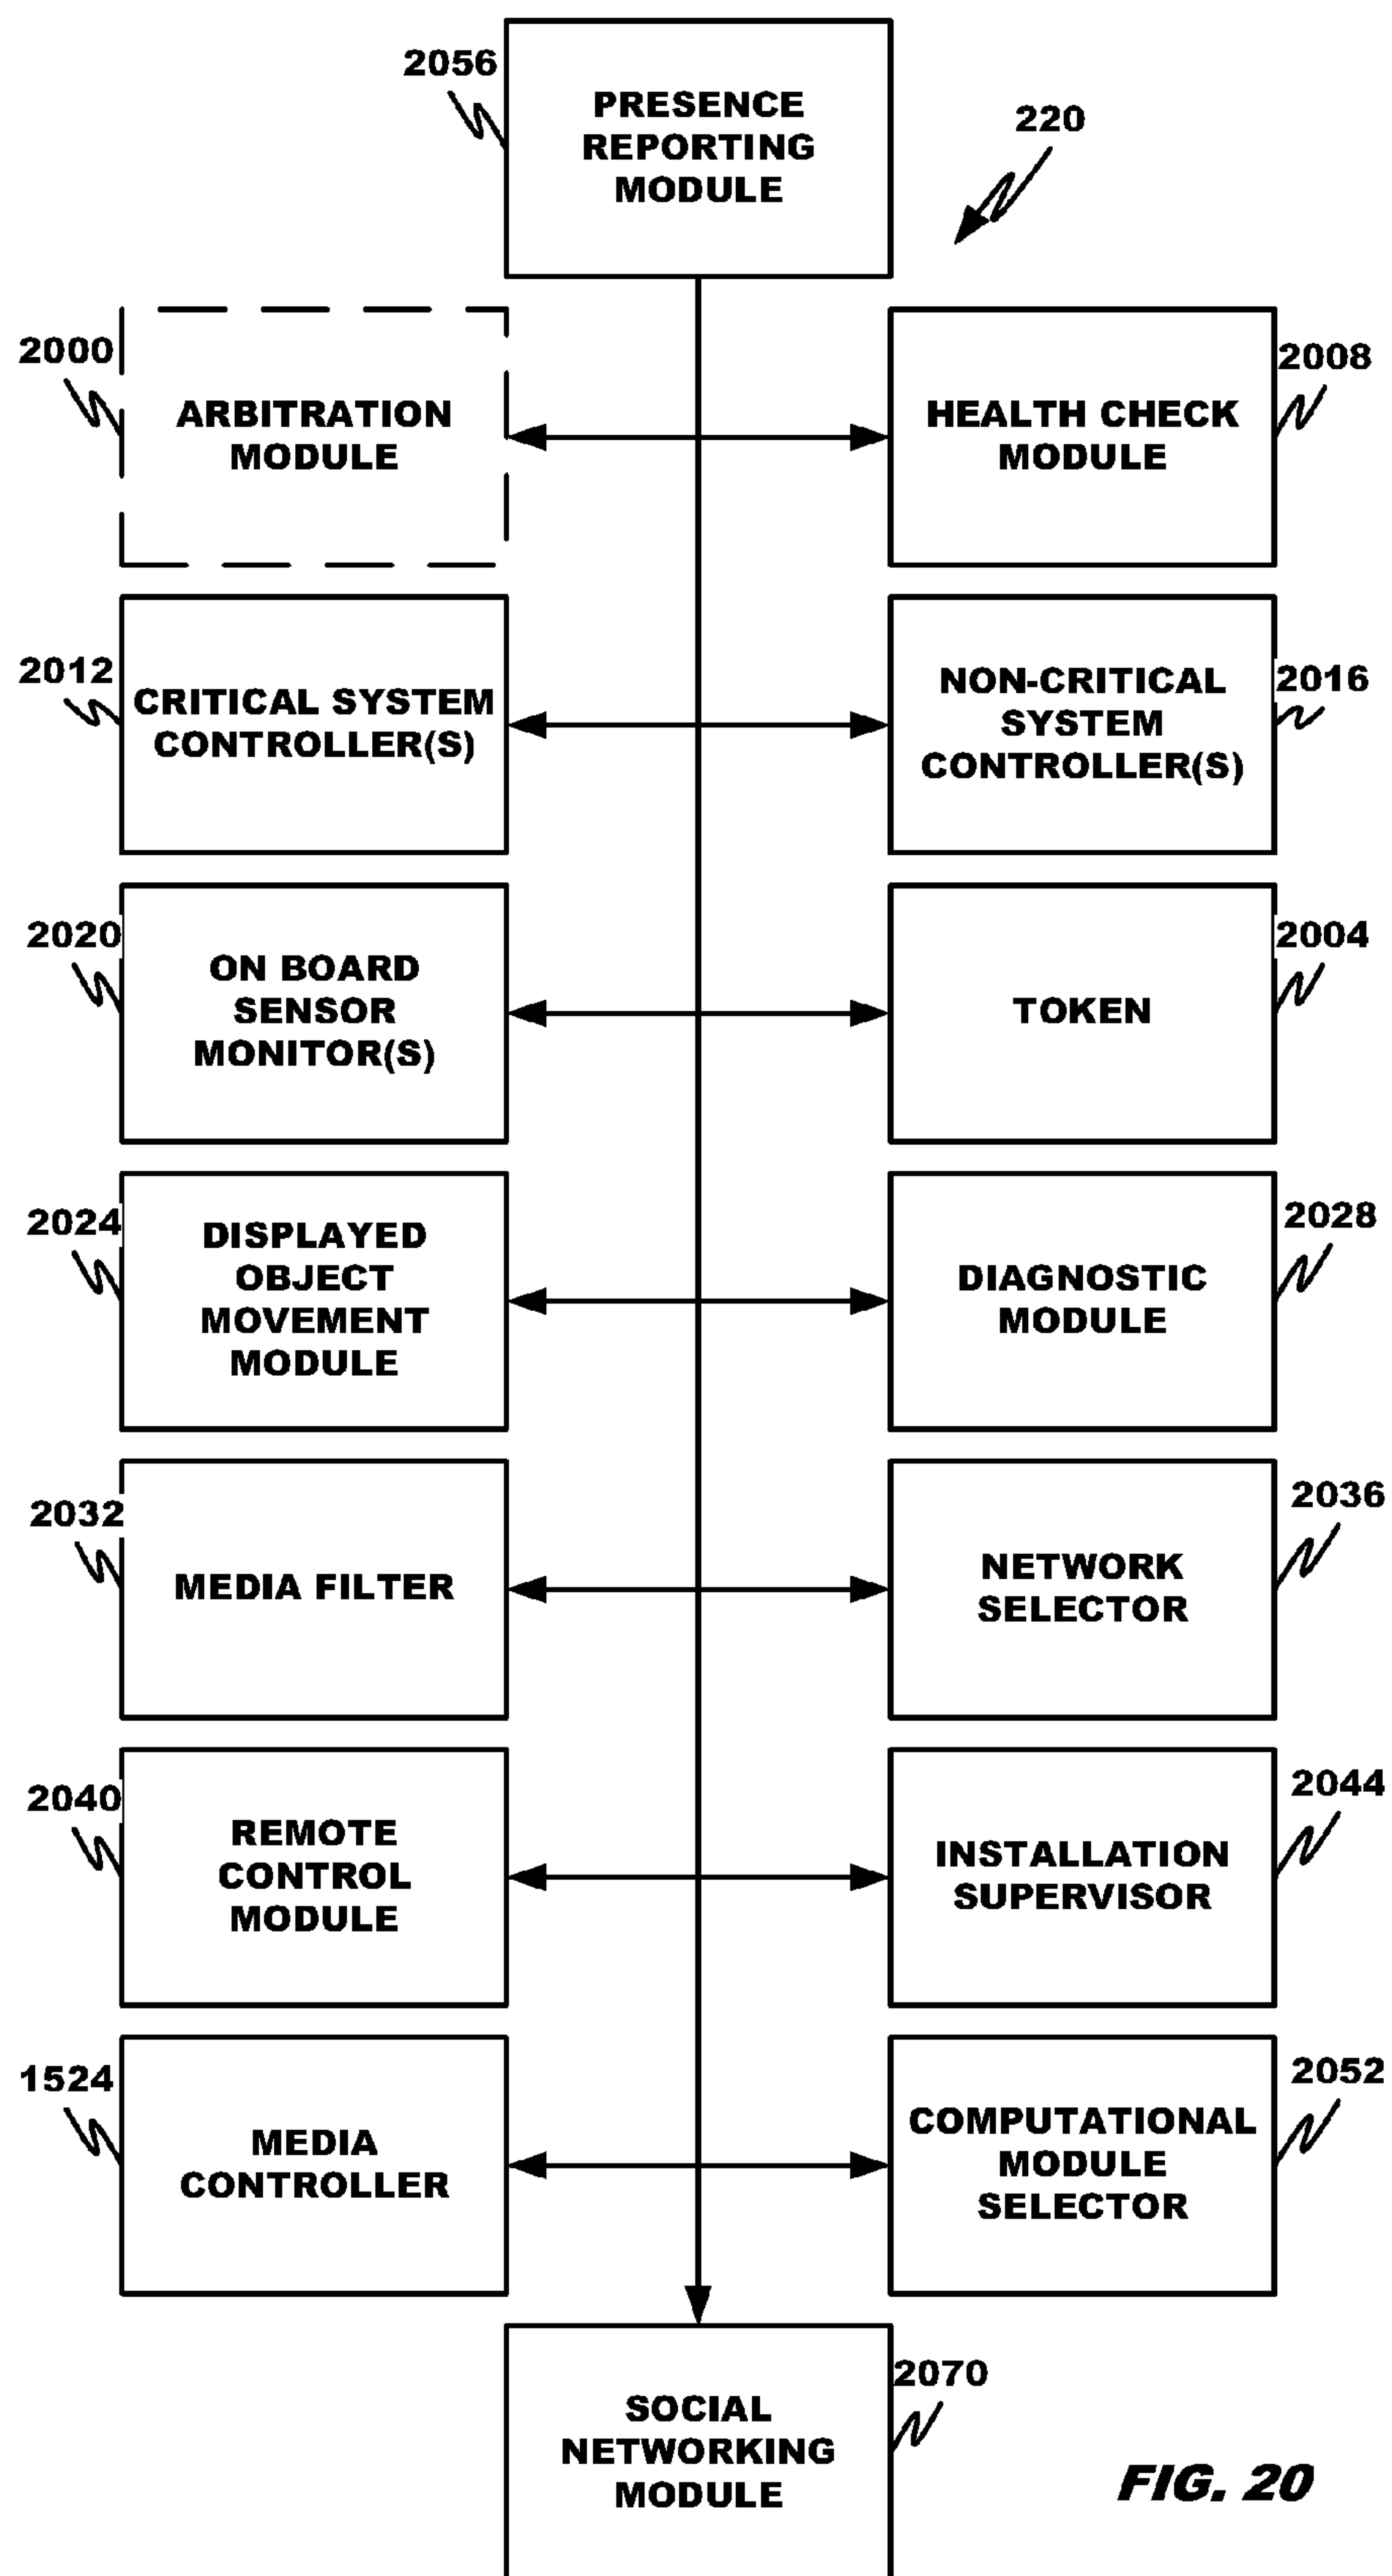 2056
PRESENCE
REPORTING
MODULE
220
2000
ARBITRATION
MODULE
HEALTH CHECK
MODULE
2008
2012
CRITICAL SYSTEM
CONTROLLER(S)
NON-CRITICAL
SYSTEM
CONTROLLER(S)
2016
2020
ON BOARD
SENSOR
MONITOR(S)
TOKEN
2004
2024
DISPLAYED
OBJECT
MOVEMENT
MODULE
DIAGNOSTIC
MODULE
2028
2032
MEDIA FILTER
NETWORK
SELECTOR
2036
2040
REMOTE
CONTROL
MODULE
INSTALLATION
SUPERVISOR
2044
1524
MEDIA
CONTROLLER
COMPUTATIONAL
MODULE
SELECTOR
2052
SOCIAL
NETWORKING
MODULE
2070
FIG. 20